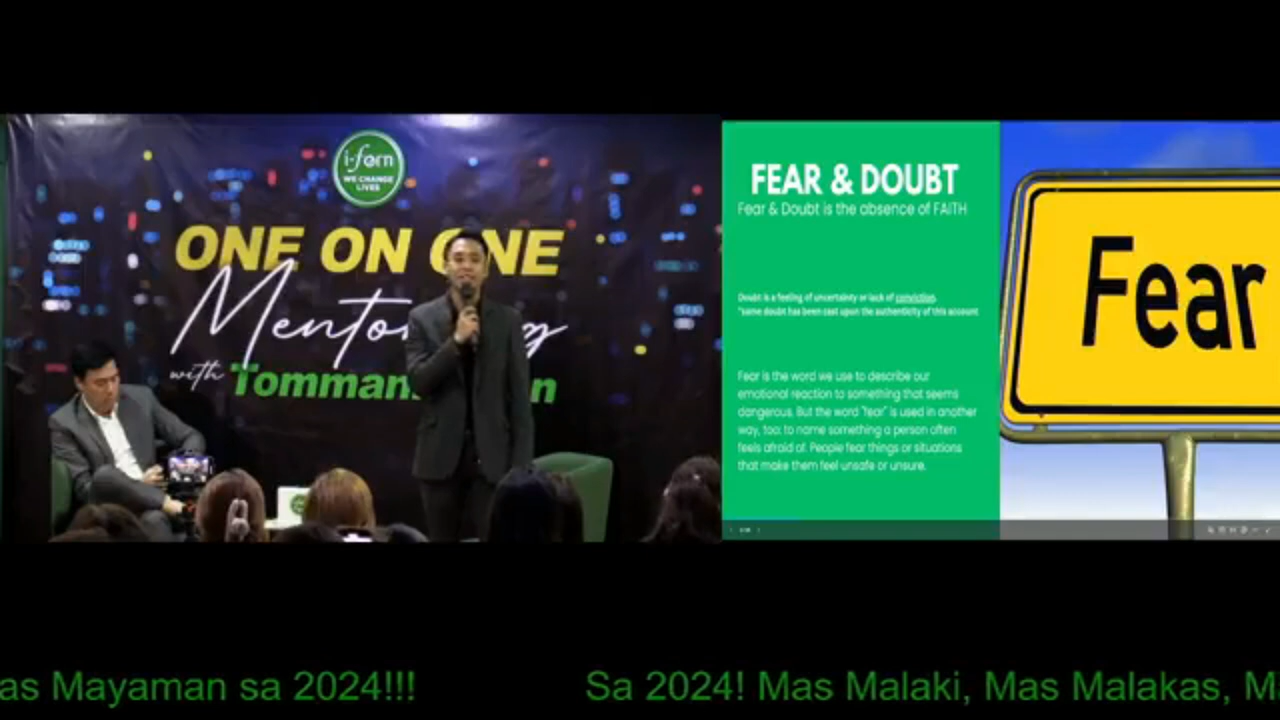 i-fern
WE CHANGE
LIVES
ONE ON ONE
with
FEAR & DOUBT
Fear & Doubt is the absence of FAITH
Doubt is a feeling of uncertainty or lack of conviction.
"some doubt has been cast upon the authenticity of this account
Fear is the word we use to describe our
emotional reaction to something that seems
dangerous. But the word "fear" is used in another
way, too: to name something a person often
feels afraid of. People fear things or situations
that make them feel unsafe or unsure.
Fear
as Mayaman sa 2024!!!
Sa 2024! Mas Malaki, Mas Malakas, M